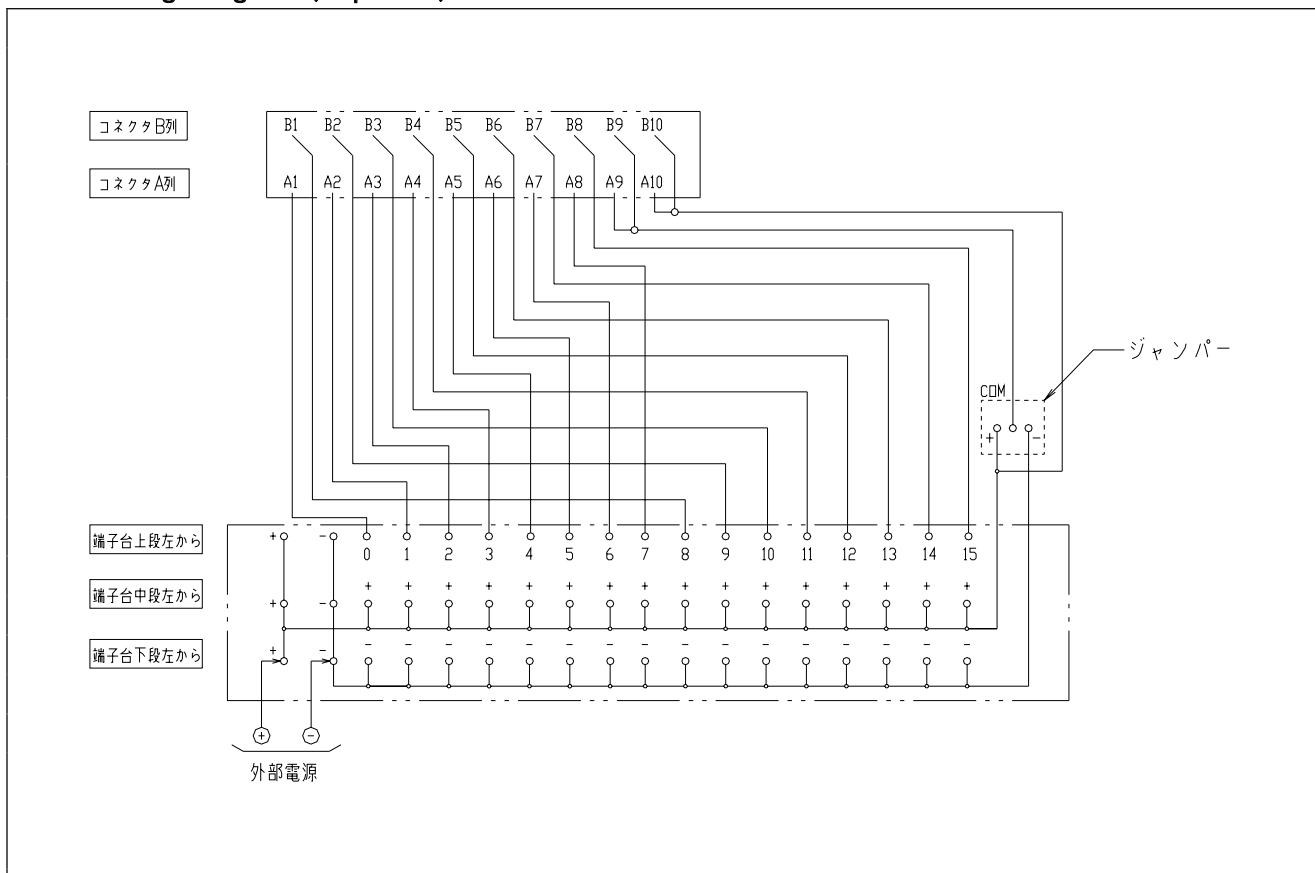 コネクタB列
B1 B2 B3 B4 B5 B6 B7 B8 B9 B10
コネクタA列
A1 A2 A3 A4 A5 A6 A7 A8 A9 A10
ジャンパー
COM
+ -
端子台上段左から
+ - 0 1 2 3 4 5 6 7 8 9 10 11 12 13 14 15
+ + + + + + + + + + + + + + + +
端子台中段左から
+ -
- - - - - - - - - - - - - - - -
端子台下段左から
+ -
+ -
外部電源